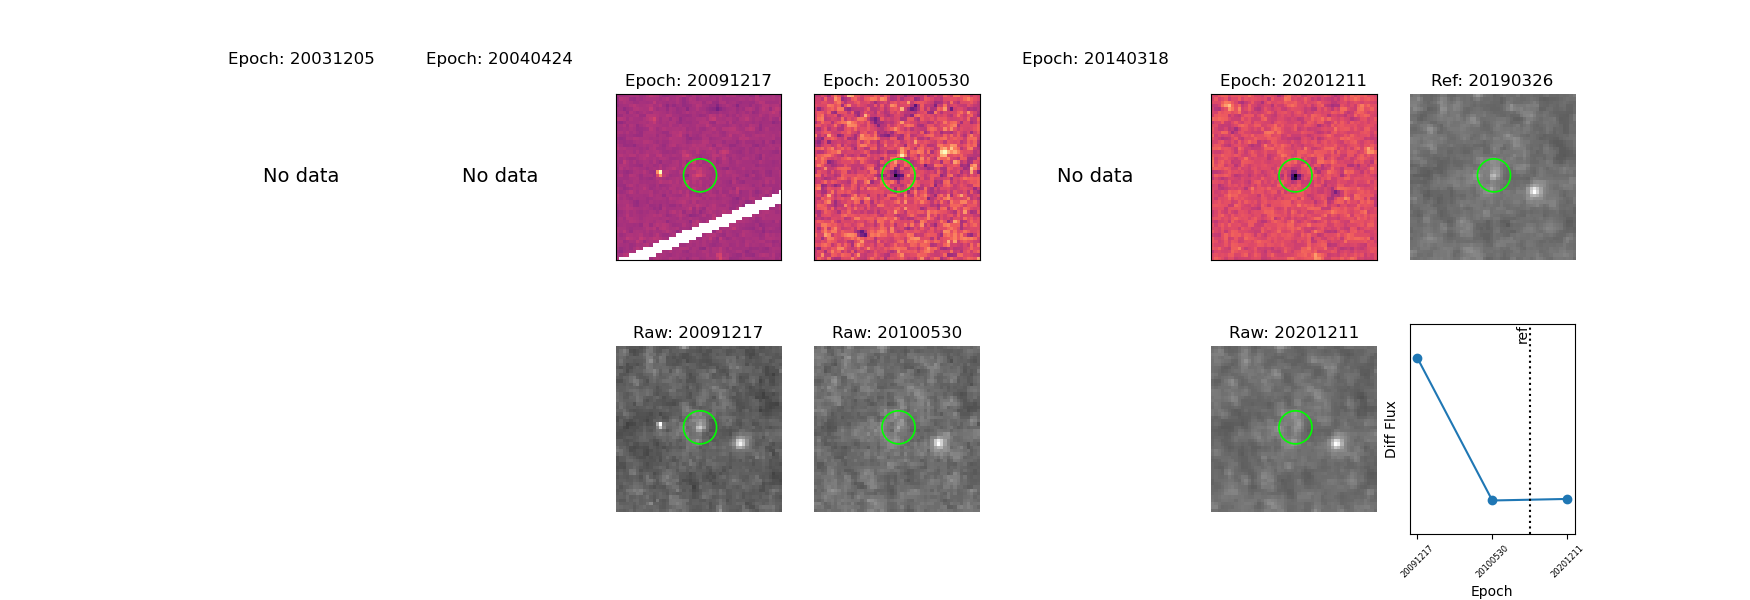 Epoch: 20031205
Epoch: 20040424
Epoch: 20091217
Epoch: 20100530
Epoch: 20140318
Epoch: 20201211
Ref: 20190326
No data
No data
No data
Raw: 20091217
Raw: 20100530
Raw: 20201211
ref
Diff Flux
20091217
20100530
20201211
Epoch